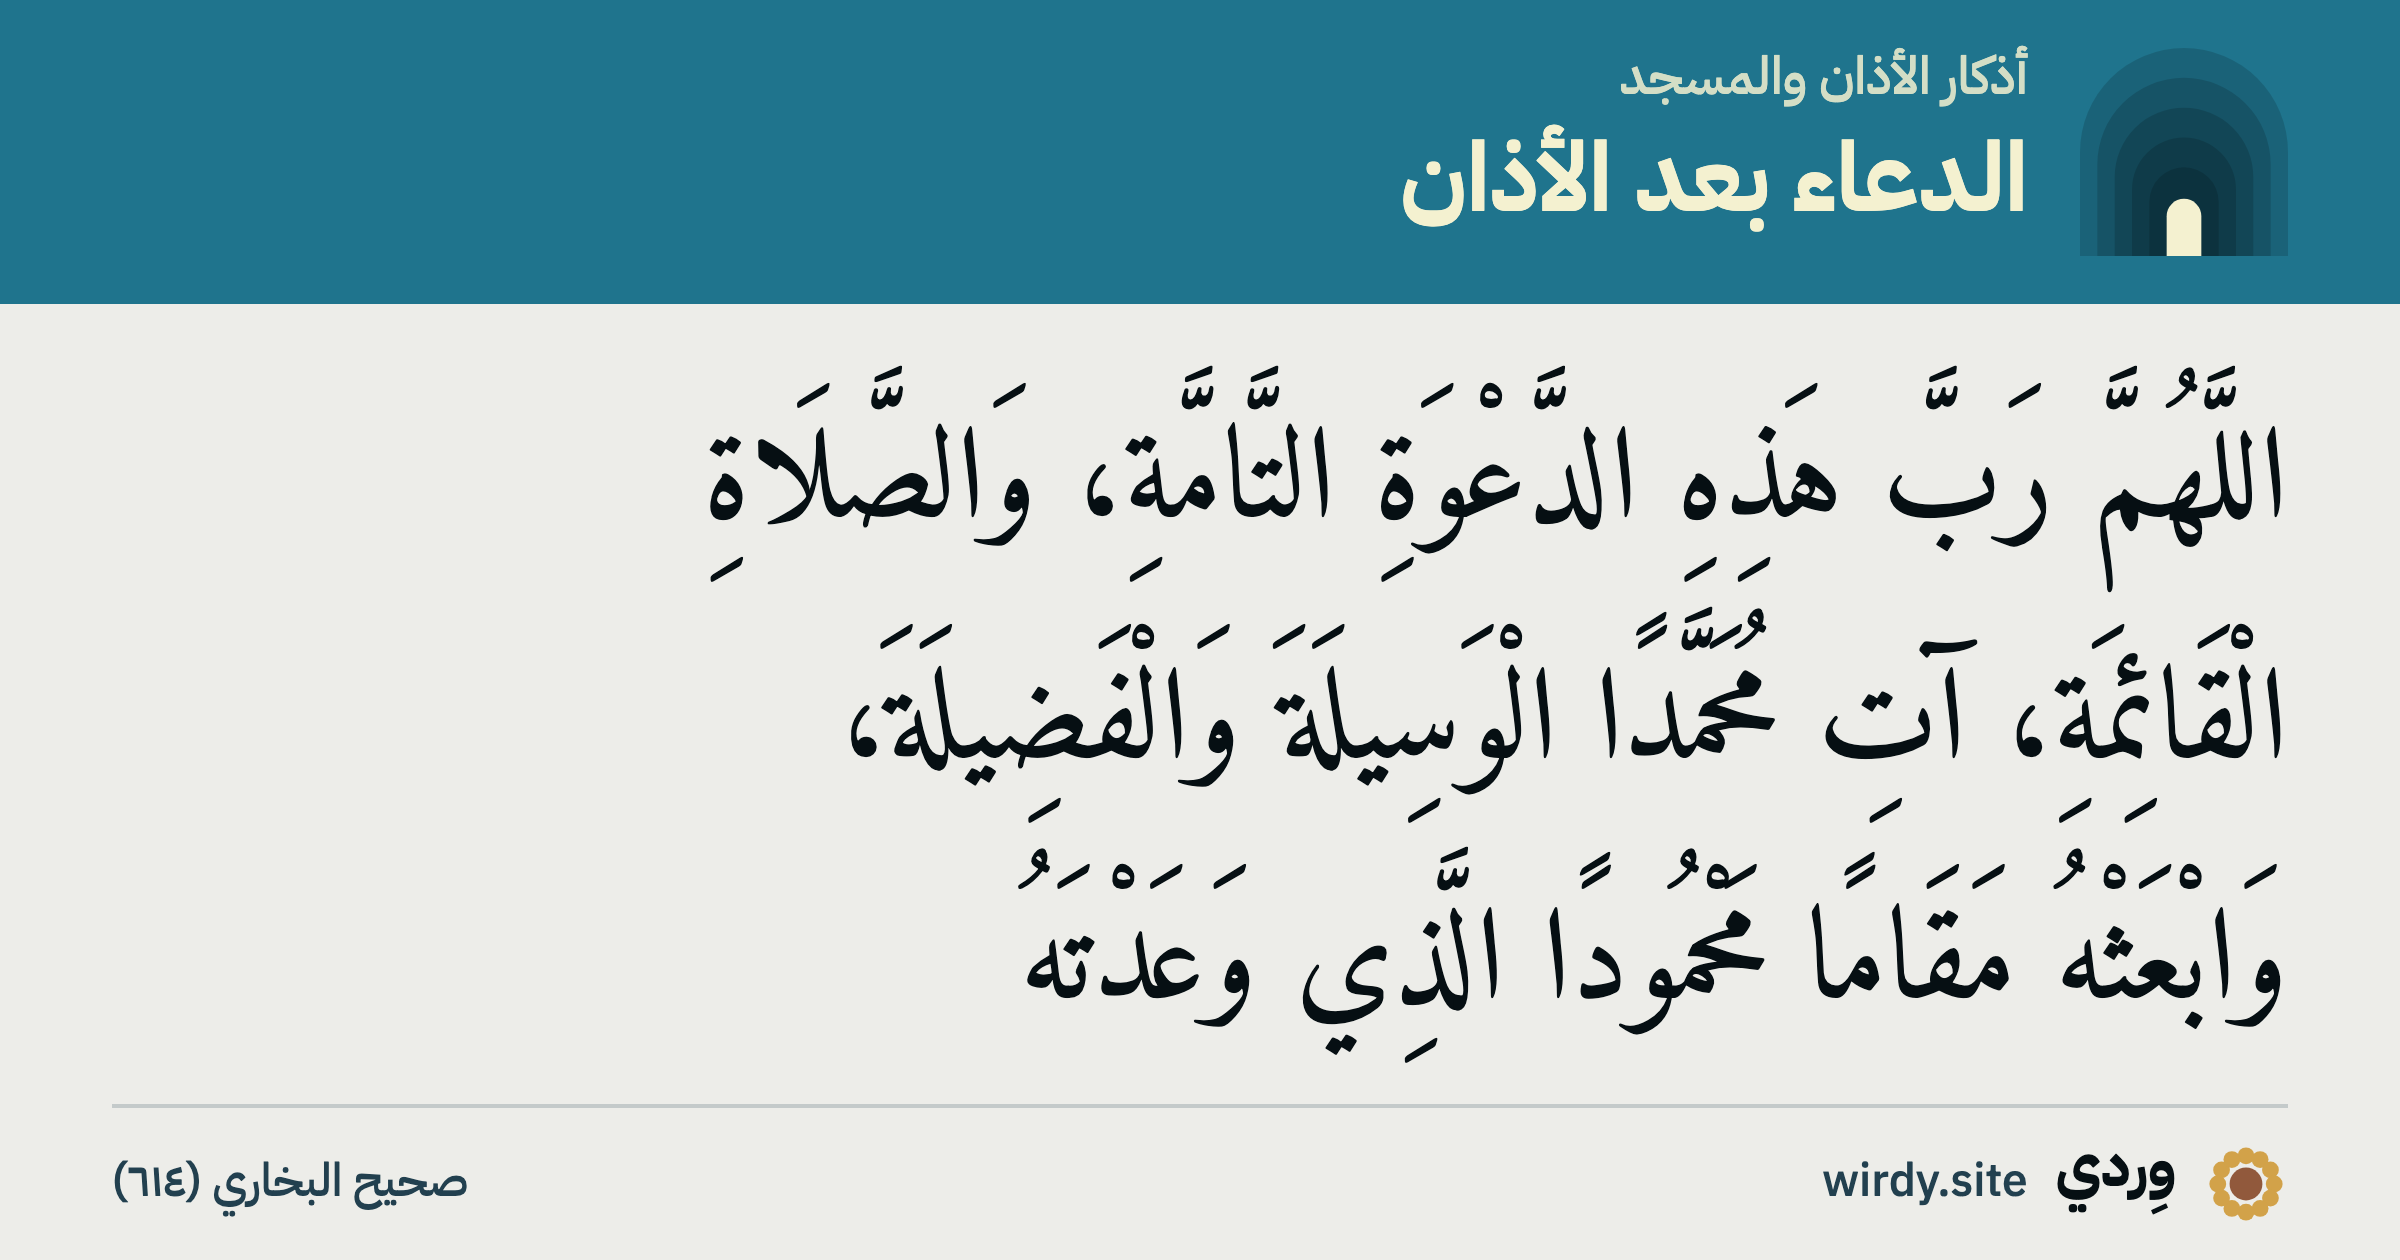 أذكار الأذان والمسجد
الدعاء بعد الأذان
اللَّهُمَّ رَبَّ هَذِهِ الدَّعْوَةِ التَّامَّةِ، وَالصَّلَاةِ
الْقَائِمَةِ، آتِ مُحَمَّدًا الْوَسِيلَةَ وَالْفَضِيلَةَ،
وَابْعَثْهُ مَقَامًا مَحْمُودًا الَّذِي وَعَدْتَهُ
وِردي wirdy.site
صحيح البخاري (٦١٤)